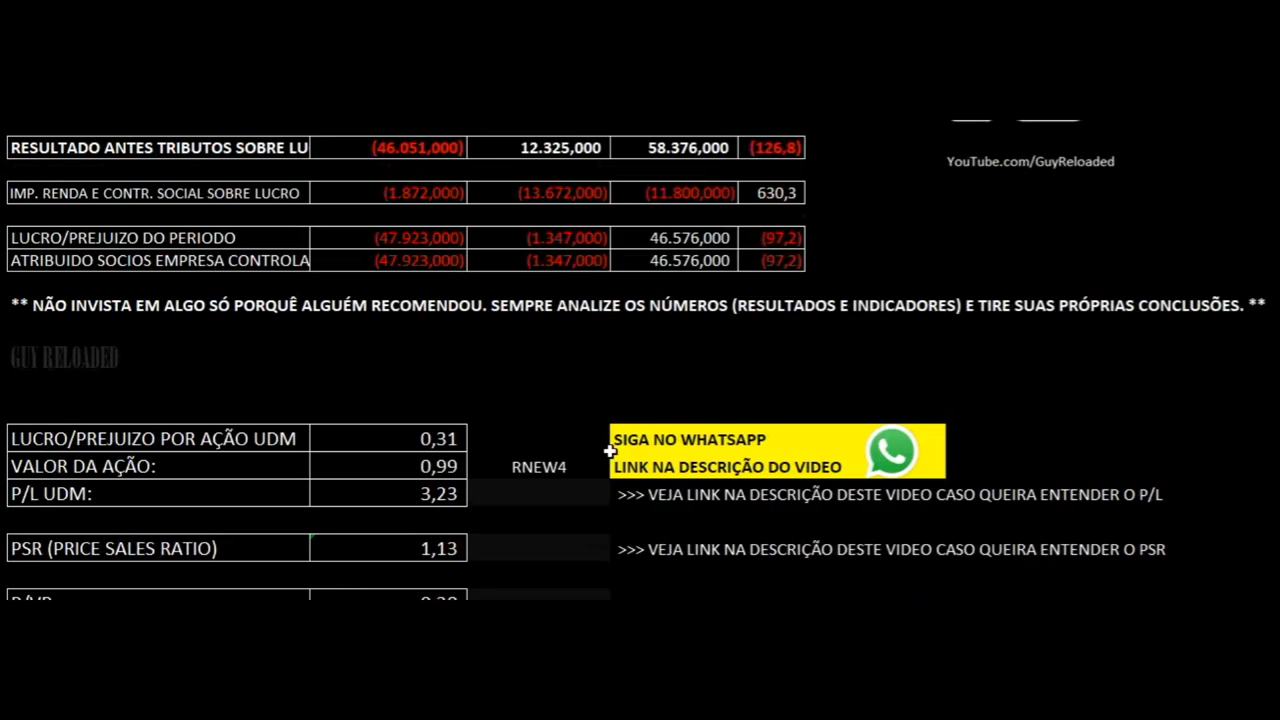 YouTube.com/GuyReloaded
RESULTADO ANTES TRIBUTOS SOBRE LU (46.051,000) 12.325,000 58.376,000 (126,8)
IMP. RENDA E CONTR. SOCIAL SOBRE LUCRO (1.872,000) (13.672,000) (11.800,000) 630,3
LUCRO/PREJUIZO DO PERIODO (47.923,000) (1.347,000) 46.576,000 (97,2)
ATRIBUIDO SOCIOS EMPRESA CONTROLA (47.923,000) (1.347,000) 46.576,000 (97,2)
** NÃO INVISTA EM ALGO SÓ PORQUÊ ALGUÉM RECOMENDOU. SEMPRE ANALIZE OS NÚMEROS (RESULTADOS E INDICADORES) E TIRE SUAS PRÓPRIAS CONCLUSÕES. **
GUY RELOADED
LUCRO/PREJUIZO POR AÇÃO UDM 0,31 SIGA NO WHATSAPP
VALOR DA AÇÃO: 0,99 RNEW4 LINK NA DESCRIÇÃO DO VIDEO
P/L UDM: 3,23 >>> VEJA LINK NA DESCRIÇÃO DESTE VIDEO CASO QUEIRA ENTENDER O P/L
PSR (PRICE SALES RATIO) 1,13 >>> VEJA LINK NA DESCRIÇÃO DESTE VIDEO CASO QUEIRA ENTENDER O PSR